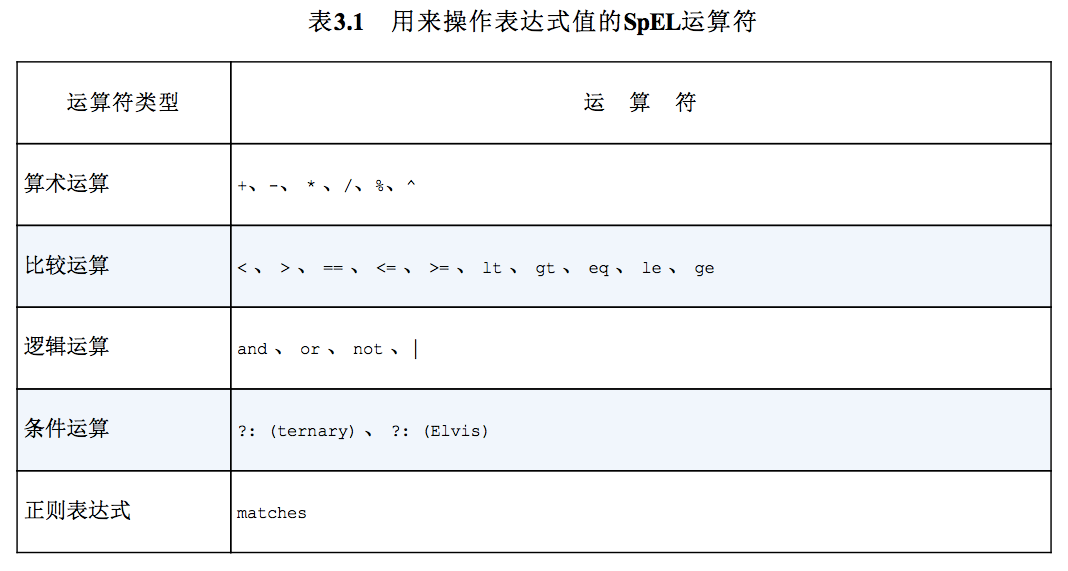 表3.1 用来操作表达式值的SpEL运算符
运算符类型 运 算 符
算术运算 +、-、 * 、/、%、^
比较运算 < 、 > 、 == 、 <= 、 >= 、 lt 、 gt 、 eq 、 le 、 ge
逻辑运算 and 、 or 、 not 、 |
条件运算 ?: (ternary) 、 ?: (Elvis)
正则表达式 matches